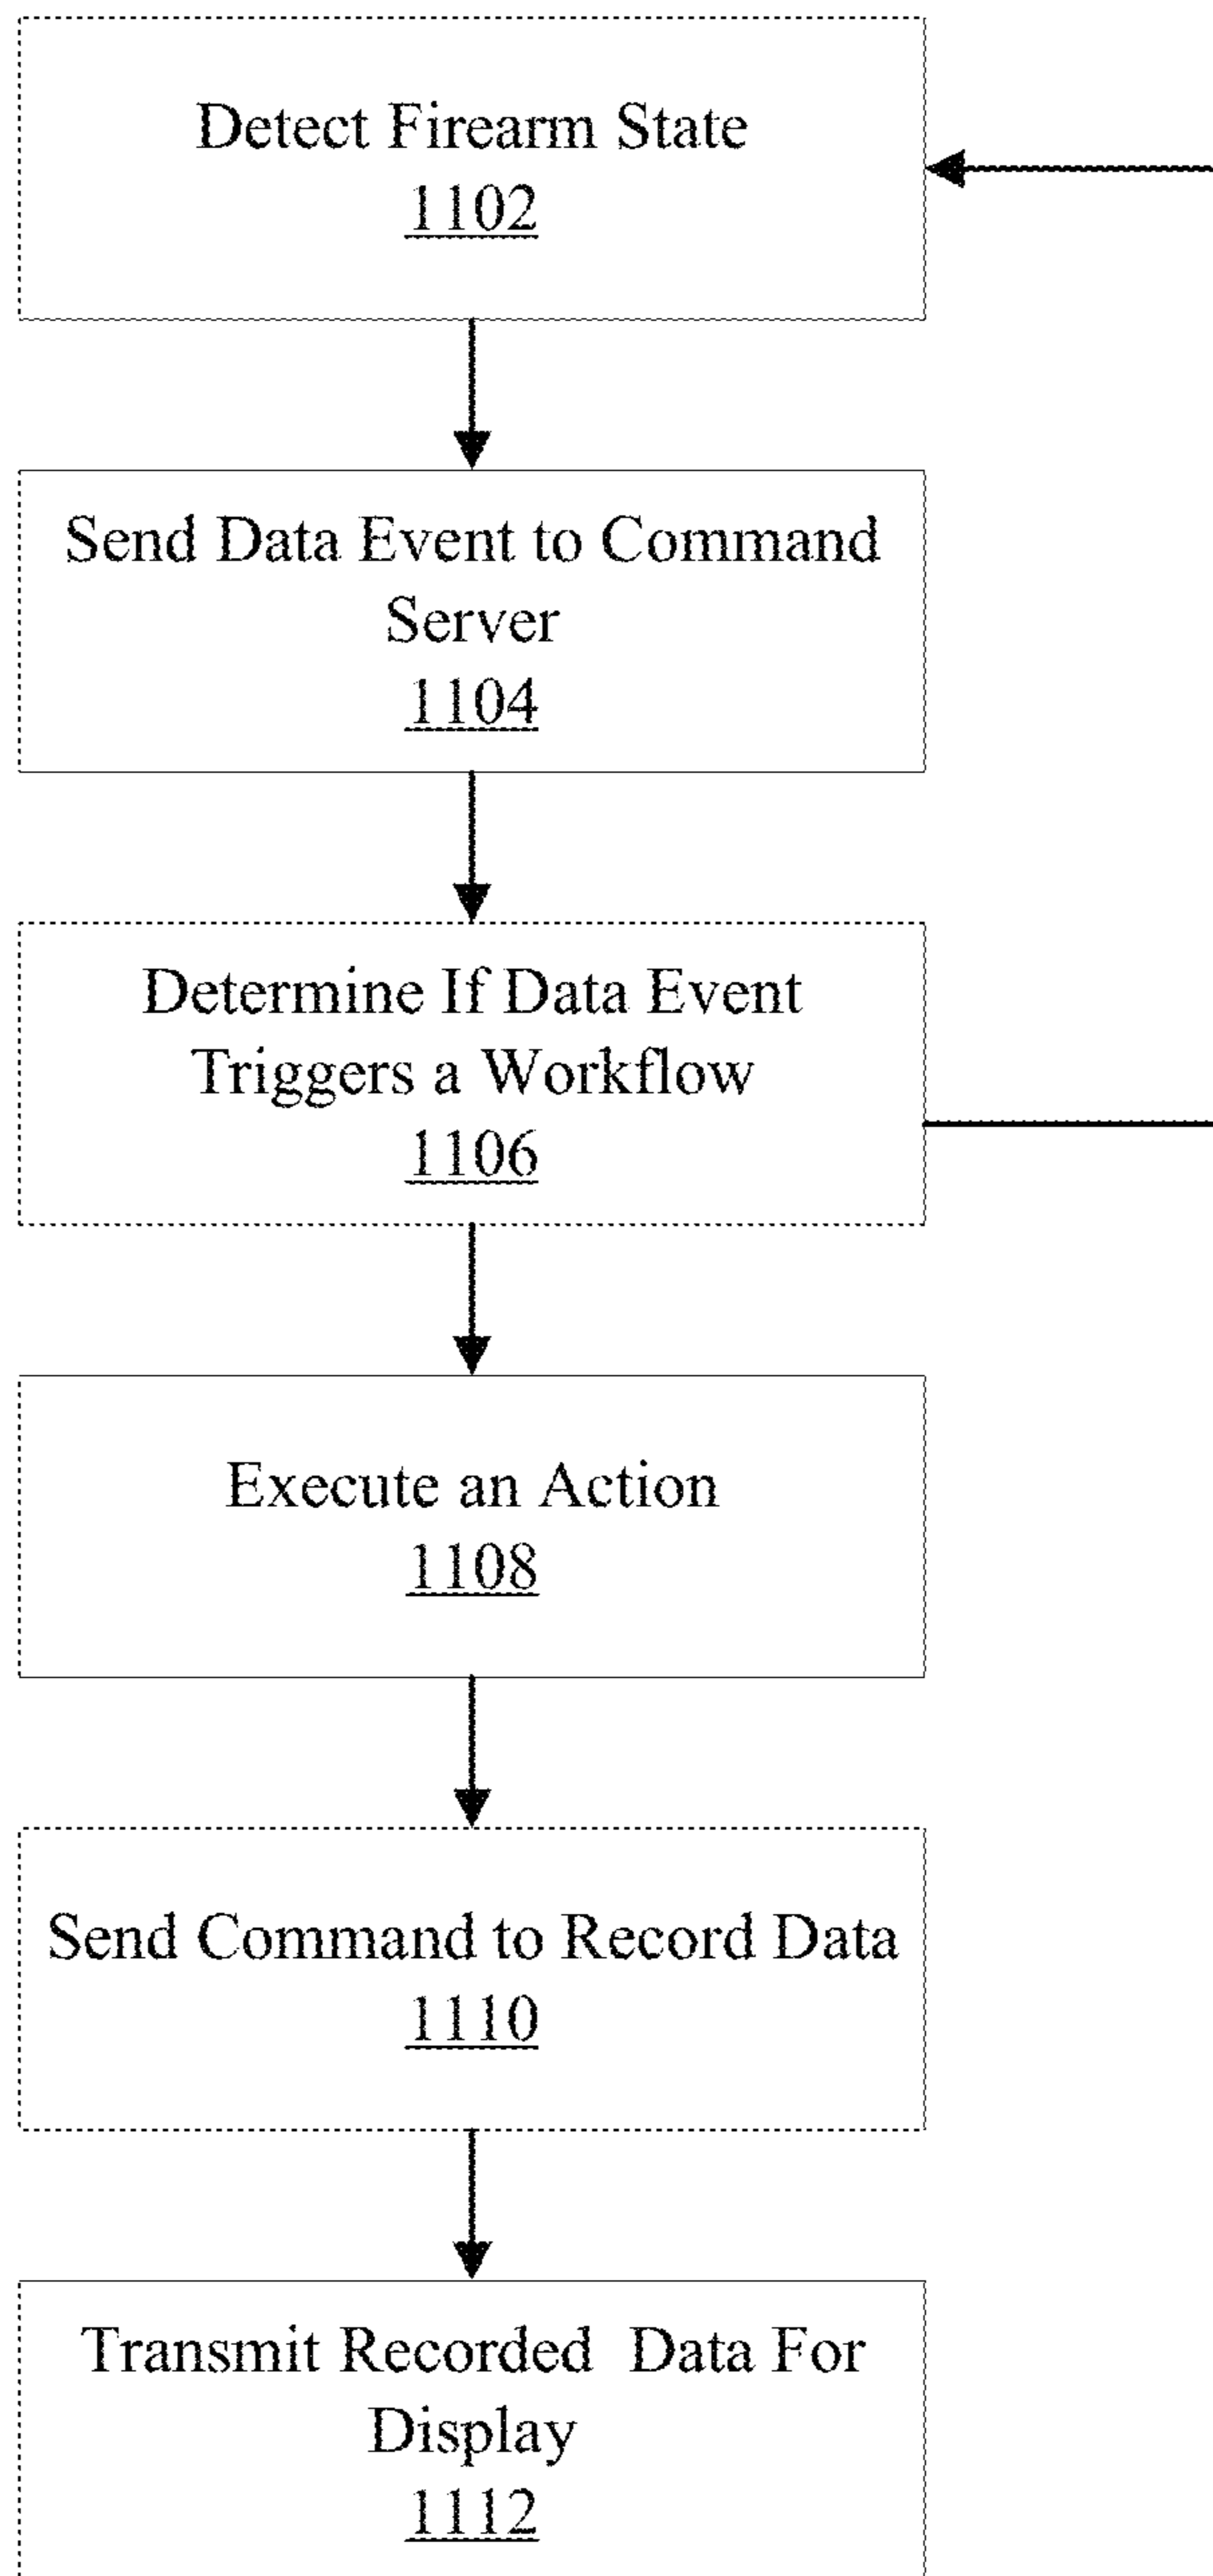 Detect Firearm State
1102
Send Data Event to Command
Server
1104
Determine If Data Event
Triggers a Workflow
1106
Execute an Action
1108
Send Command to Record Data
1110
Transmit Recorded Data For
Display
1112